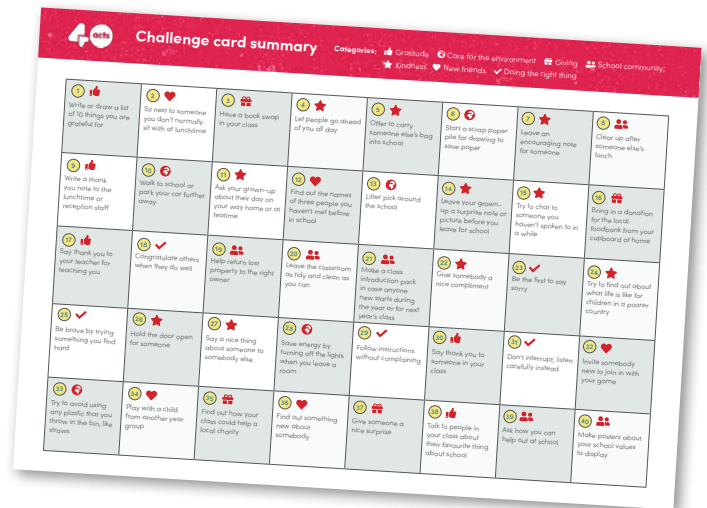 40 acts
Challenge card summary
Categories: Gratitude Care for the environment Giving School community;
Kindness New friends Doing the right thing
1
Write or draw a list
of 10 things you are
grateful for
2
Sit next to someone
you don't normally
sit with at lunchtime
3
Have a book swap
in your class
4
Let people go ahead
of you all day
5
Offer to carry
someone else's bag
into school
6
Start a scrap paper
pile for drawing to
save paper
7
Leave an
encouraging note
for someone
8
Clear up after
someone else's
lunch
9
Write a thank
you note to the
lunchtime or
reception staff
10
Walk to school or
park your car further
away
11
Ask your grown-up
about their day on
your way home or at
teatime
12
Find out the names
of three people you
haven't met before
in school
13
Litter pick around
the school
14
Leave your grown-
up a surprise note or
picture before you
leave for school
15
Try to chat to
someone you
haven't spoken to in
a while
16
Bring in a donation
for the local
foodbank from your
cupboard at home
17
Say thank you to
your teacher for
teaching you
18
Congratulate others
when they do well
19
Help return lost
property to the right
owner
20
Leave the classroom
as tidy and clean as
you can
21
Make a class
introduction pack
in case anyone
new starts during
the year or for next
year's class
22
Give somebody a
nice compliment
23
Be the first to say
sorry
24
Try to find out about
what life is like for
children in a poorer
country
25
Be brave by trying
something you find
hard
26
Hold the door open
for someone
27
Say a nice thing
about someone to
somebody else
28
Save energy by
turning off the lights
when you leave a
room
29
Follow instructions
without complaining
30
Say thank you to
someone in your
class
31
Don't interrupt; listen
carefully instead
32
Invite somebody
new to join in with
your game
33
Try to avoid using
any plastic that you
throw in the bin, like
straws
34
Play with a child
from another year
group
35
Find out how your
class could help a
local charity
36
Find out something
new about
somebody
37
Give someone a
nice surprise
38
Talk to people in
your class about
their favourite thing
about school
39
Ask how you can
help out at school
40
Make posters about
your school values
to display